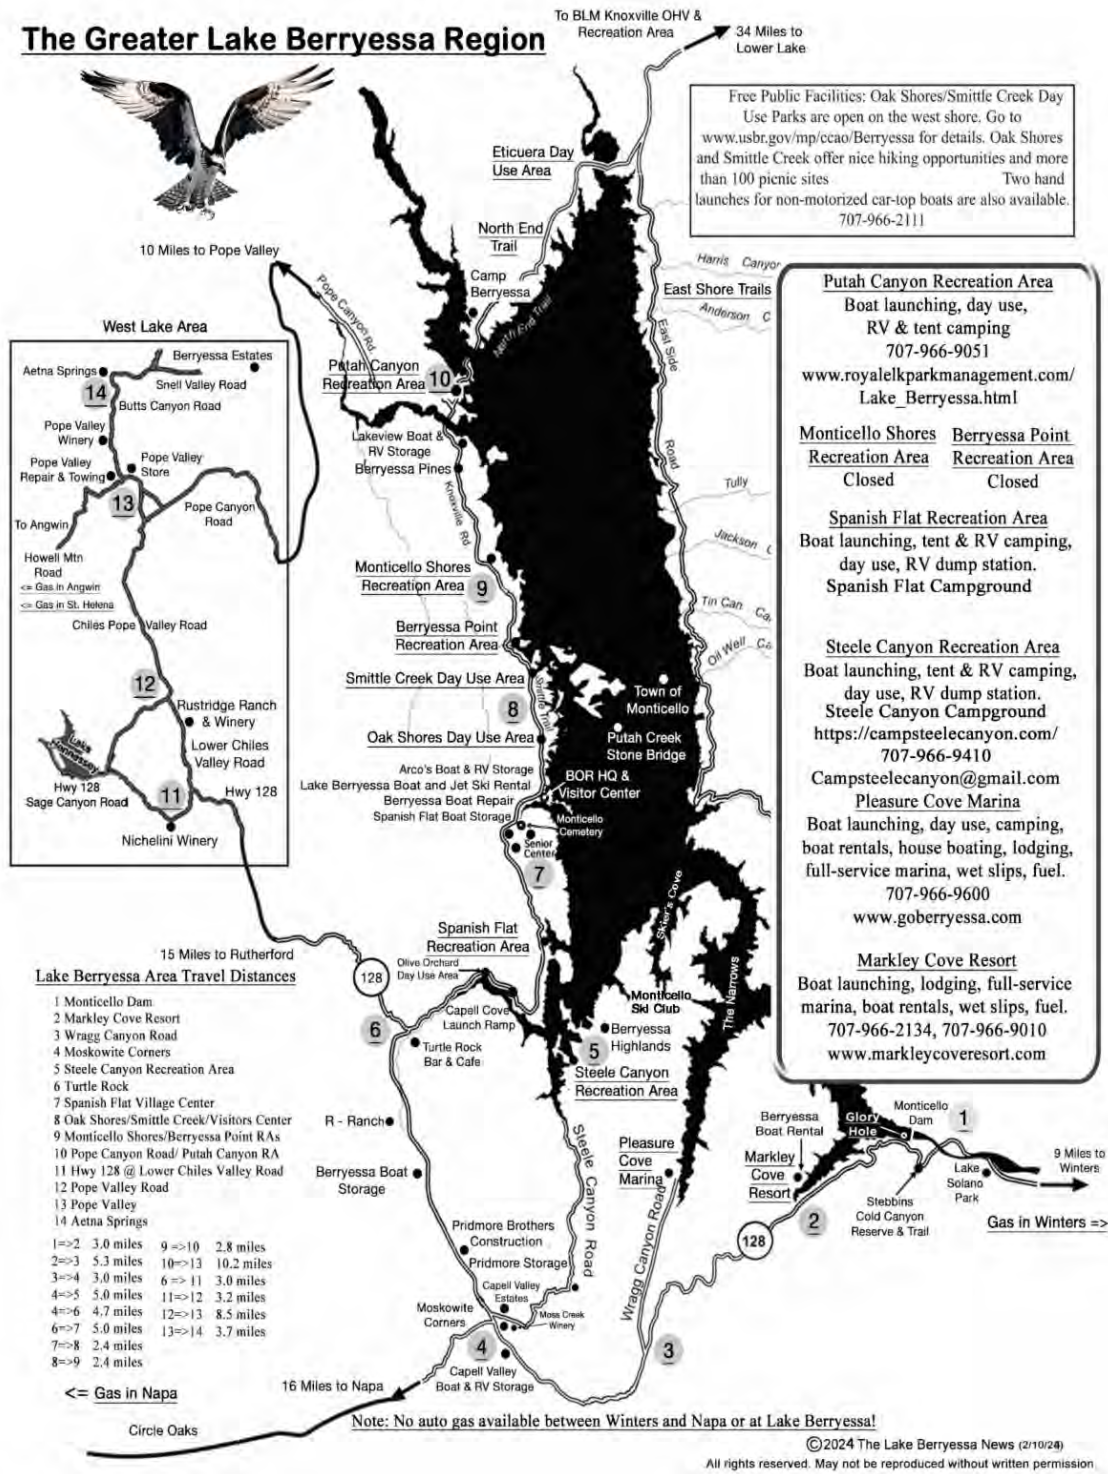 The Greater Lake Berryessa Region
To BLM Knoxville OHV &
Recreation Area
34 Miles to
Lower Lake
Free Public Facilities: Oak Shores/Smittle Creek Day
Use Parks are open on the west shore. Go to
www.usbr.gov/mp/ccao/Berryessa for details. Oak Shores
and Smittle Creek offer nice hiking opportunities and more
than 100 picnic sites Two hand
launches for non-motorized car-top boats are also available.
707-966-2111
Eticuera Day
Use Area
North End
Trail
Camp
Berryessa
North End Trail
10 Miles to Pope Valley
Pope Canyon Rd.
Harris Canyon
East Shore Trails
Anderson C
East Side
Road
Tully
Jackson C
Tin Can Ca
Oil Well Ca
West Lake Area
Berryessa Estates
Aetna Springs
14
Snell Valley Road
Butts Canyon Road
Pope Valley
Winery
Pope Valley
Repair & Towing
Pope Valley
Store
13
Pope Canyon
Road
To Angwin
Howell Mtn
Road
<= Gas in Angwin
<= Gas in St. Helena
Chiles Pope Valley Road
12
Rustridge Ranch
& Winery
Lake
Hennessey
Lower Chiles
Valley Road
Hwy 128
Sage Canyon Road
11
Hwy 128
Nichelini Winery
Putah Canyon
Recreation Area
10
Lakeview Boat &
RV Storage
Berryessa Pines
Knoxville Rd.
Monticello Shores
Recreation Area
9
Berryessa Point
Recreation Area
Smittle Creek Day Use Area
Smittle Trail
8
Oak Shores Day Use Area
Town of
Monticello
Putah Creek
Stone Bridge
Arco's Boat & RV Storage
Lake Berryessa Boat and Jet Ski Rental
Berryessa Boat Repair
Spanish Flat Boat Storage
BOR HQ &
Visitor Center
Monticello
Cemetery
Senior
Center
7
Skier's Cove
The Narrows
Spanish Flat
Recreation Area
Olive Orchard
Day Use Area
15 Miles to Rutherford
128
Capell Cove
Launch Ramp
6
Turtle Rock
Bar & Cafe
Monticello
Ski Club
Berryessa
Highlands
5
Steele Canyon
Recreation Area
Putah Canyon Recreation Area
Boat launching, day use,
RV & tent camping
707-966-9051
www.royalelkparkmanagement.com/
Lake_Berryessa.html
Monticello Shores
Recreation Area
Closed
Berryessa Point
Recreation Area
Closed
Spanish Flat Recreation Area
Boat launching, tent & RV camping,
day use, RV dump station.
Spanish Flat Campground
Steele Canyon Recreation Area
Boat launching, tent & RV camping,
day use, RV dump station.
Steele Canyon Campground
https://campsteelecanyon.com/
707-966-9410
Campsteelecanyon@gmail.com
Pleasure Cove Marina
Boat launching, day use, camping,
boat rentals, house boating, lodging,
full-service marina, wet slips, fuel.
707-966-9600
www.goberryessa.com
Markley Cove Resort
Boat launching, lodging, full-service
marina, boat rentals, wet slips, fuel.
707-966-2134, 707-966-9010
www.markleycoveresort.com
Lake Berryessa Area Travel Distances
1 Monticello Dam
2 Markley Cove Resort
3 Wragg Canyon Road
4 Moskowite Corners
5 Steele Canyon Recreation Area
6 Turtle Rock
7 Spanish Flat Village Center
8 Oak Shores/Smittle Creek/Visitors Center
9 Monticello Shores/Berryessa Point RAs
10 Pope Canyon Road/ Putah Canyon RA
11 Hwy 128 @ Lower Chiles Valley Road
12 Pope Valley Road
13 Pope Valley
14 Aetna Springs
1=>2 3.0 miles 9 =>10 2.8 miles
2=>3 5.3 miles 10=>13 10.2 miles
3=>4 3.0 miles 6 => 11 3.0 miles
4=>5 5.0 miles 11=>12 3.2 miles
4=>6 4.7 miles 12=>13 8.5 miles
6=>7 5.0 miles 13=>14 3.7 miles
7=>8 2.4 miles
8=>9 2.4 miles
<= Gas in Napa
R - Ranch
Berryessa Boat
Storage
Pridmore Brothers
Construction
Pridmore Storage
Capell Valley
Estates
Moss Creek
Winery
Moskowite
Corners
4
Capell Valley
Boat & RV Storage
Steele Canyon Road
Pleasure
Cove
Marina
Wragg Canyon Road
3
128
Berryessa
Boat Rental
Markley
Cove
Resort
2
Glory
Hole
Monticello
Dam
1
Lake
Solano
Park
Stebbins
Cold Canyon
Reserve & Trail
9 Miles to
Winters
Gas in Winters =>
16 Miles to Napa
Circle Oaks
Note: No auto gas available between Winters and Napa or at Lake Berryessa!
©2024 The Lake Berryessa News (2/10/24)
All rights reserved. May not be reproduced without written permission